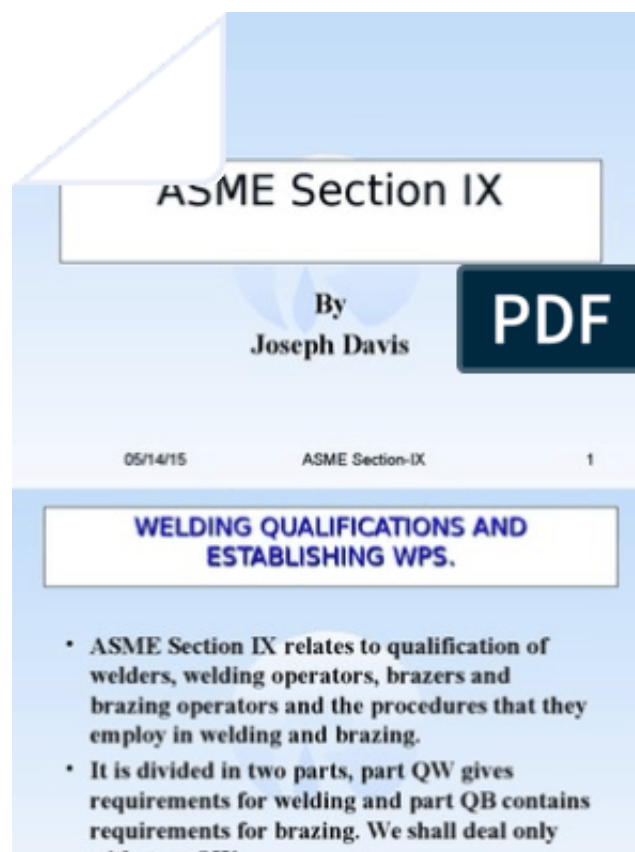 ASME Section IX
By
Joseph Davis
PDF
05/14/15 ASME Section-IX 1
WELDING QUALIFICATIONS AND
ESTABLISHING WPS.
• ASME Section IX relates to qualification of
welders, welding operators, brazers and
brazing operators and the procedures that they
employ in welding and brazing.
• It is divided in two parts, part QW gives
requirements for welding and part QB contains
requirements for brazing. We shall deal only